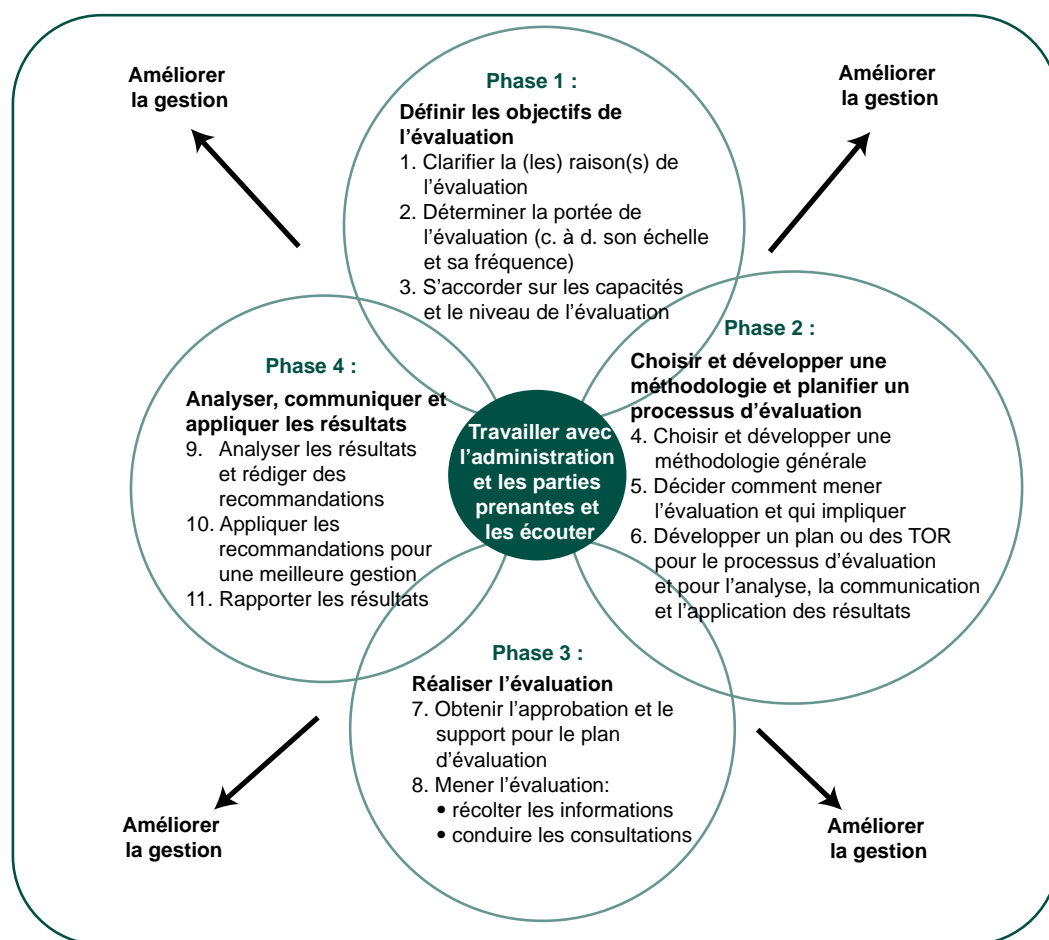 Améliorer
la gestion
Améliorer
la gestion
Phase 1 :
Définir les objectifs de
l'évaluation
1. Clarifier la (les) raison(s) de
l'évaluation
2. Déterminer la portée de
l'évaluation (c. à d. son échelle
et sa fréquence)
3. S'accorder sur les capacités
et le niveau de l'évaluation
Phase 2 :
Choisir et développer une
méthodologie et planifier un
processus d'évaluation
4. Choisir et développer une
méthodologie générale
5. Décider comment mener
l'évaluation et qui impliquer
6. Développer un plan ou des TOR
pour le processus d'évaluation
et pour l'analyse, la communication
et l'application des résultats
Phase 4 :
Analyser, communiquer et
appliquer les résultats
9. Analyser les résultats
et rédiger des
recommandations
10. Appliquer les
recommandations pour
une meilleure gestion
11. Rapporter les résultats
Travailler avec
l'administration
et les parties
prenantes et
les écouter
Phase 3 :
Réaliser l'évaluation
7. Obtenir l'approbation et le
support pour le plan
d'évaluation
8. Mener l'évaluation:
• récolter les informations
• conduire les consultations
Améliorer
la gestion
Améliorer
la gestion